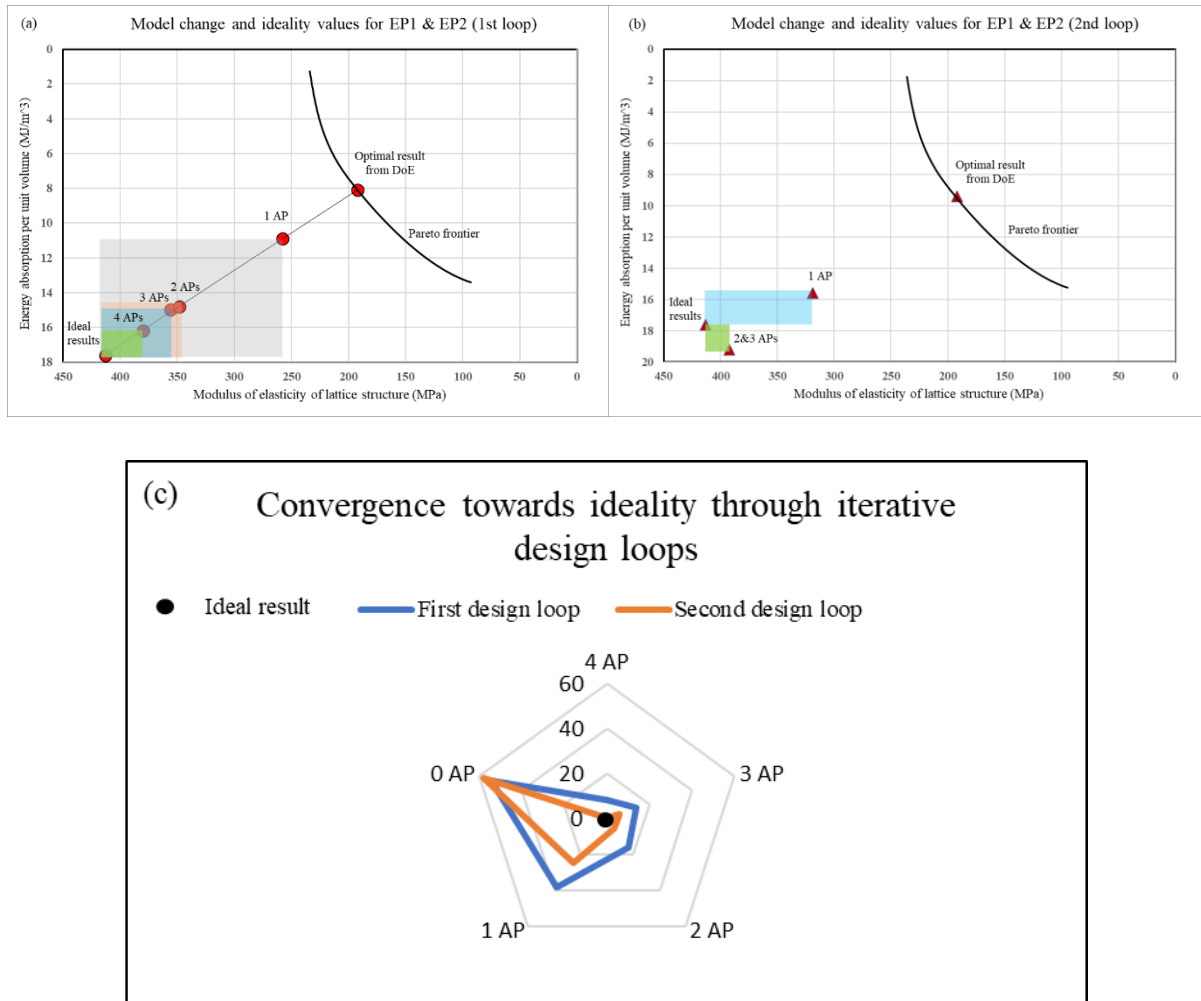 (a)
Model change and ideality values for EP1 & EP2 (1st loop)
Energy absorption per unit volume (MJ/m^3)
0
2
4
6
8
10
12
14
16
18
Optimal result
from DoE
1 AP
Pareto frontier
2 APs
3 APs
4 APs
Ideal
results
450
400
350
300
250
200
150
100
50
0
Modulus of elasticity of lattice structure (MPa)
(b)
Model change and ideality values for EP1 & EP2 (2nd loop)
Energy absorption per unit volume (MJ/m^3)
0
2
4
6
8
10
12
14
16
18
20
Optimal result
from DoE
Pareto frontier
1 AP
Ideal
results
2&3 APs
450
400
350
300
250
200
150
100
50
0
Modulus of elasticity of lattice structure (MPa)
(c)
Convergence towards ideality through iterative
design loops
Ideal result
First design loop
Second design loop
4 AP
60
40
20
0
0 AP
3 AP
1 AP
2 AP